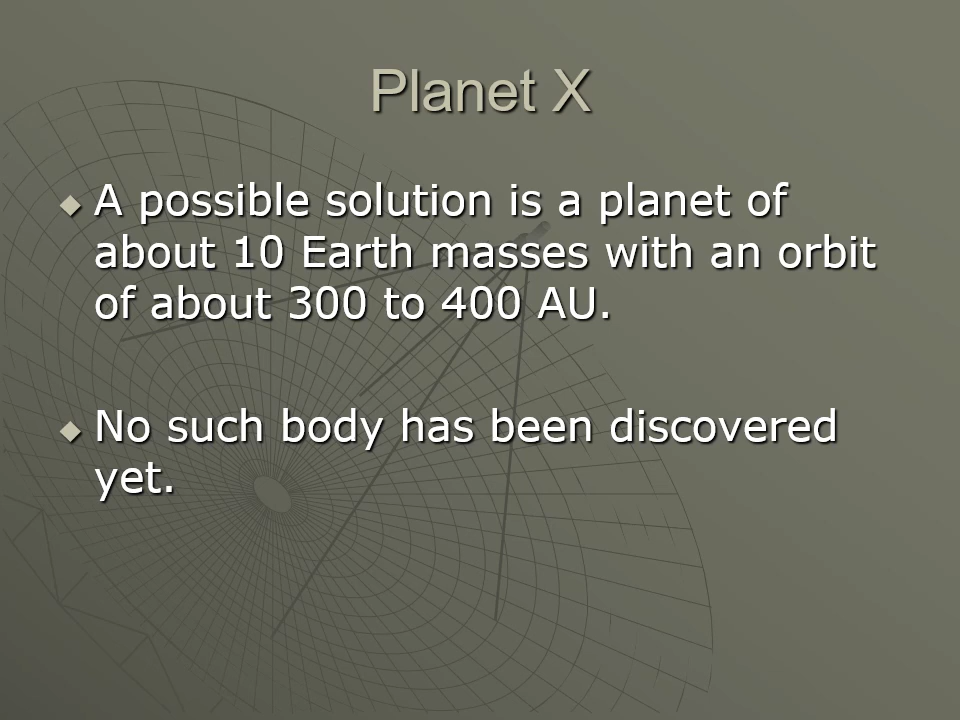 Planet X
A possible solution is a planet of
about 10 Earth masses with an orbit
of about 300 to 400 AU.
No such body has been discovered
yet.